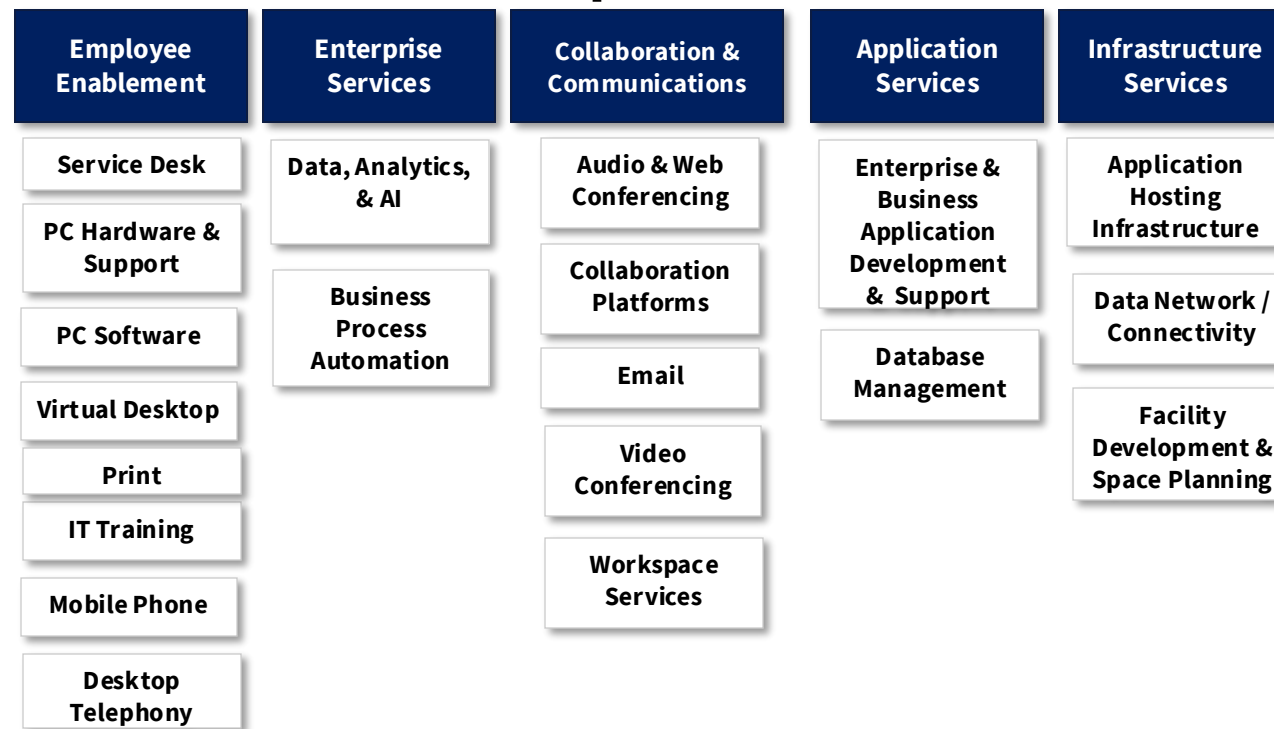 Employee
Enablement
Service Desk
PC Hardware &
Support
PC Software
Virtual Desktop
Print
IT Training
Mobile Phone
Desktop
Telephony
Enterprise
Services
Data, Analytics,
& AI
Business
Process
Automation
Collaboration &
Communications
Audio & Web
Conferencing
Collaboration
Platforms
Email
Video
Conferencing
Workspace
Services
Application
Services
Enterprise &
Business
Application
Development
& Support
Database
Management
Infrastructure
Services
Application
Hosting
Infrastructure
Data Network /
Connectivity
Facility
Development &
Space Planning